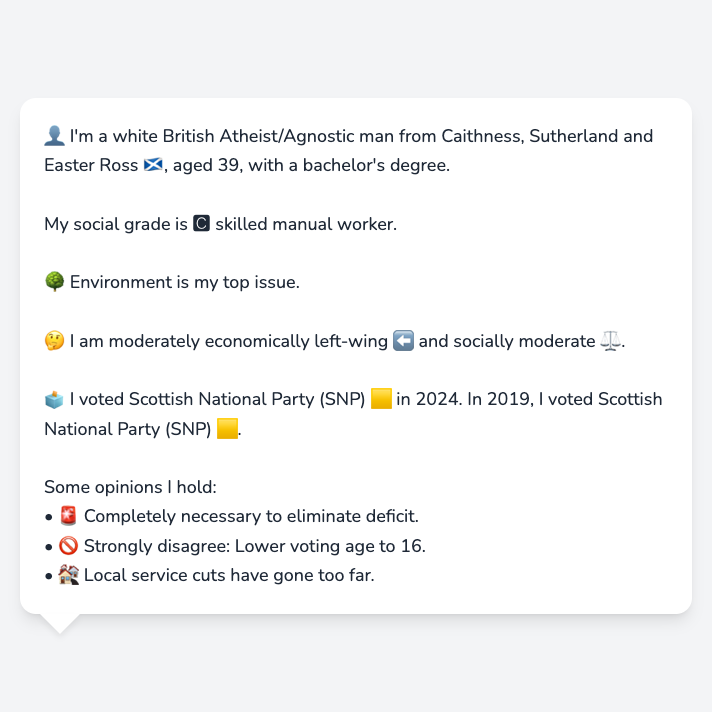 👤 I'm a white British Atheist/Agnostic man from Caithness, Sutherland and
Easter Ross 🏴󠁧󠁢󠁳󠁣󠁴󠁿, aged 39, with a bachelor's degree.
My social grade is C skilled manual worker.
🌳 Environment is my top issue.
🤔 I am moderately economically left-wing ⬅️ and socially moderate ⚖️.
🗳️ I voted Scottish National Party (SNP) 🟨 in 2024. In 2019, I voted Scottish
National Party (SNP) 🟨.
Some opinions I hold:
• 🚨 Completely necessary to eliminate deficit.
• 🚫 Strongly disagree: Lower voting age to 16.
• 🏘️ Local service cuts have gone too far.